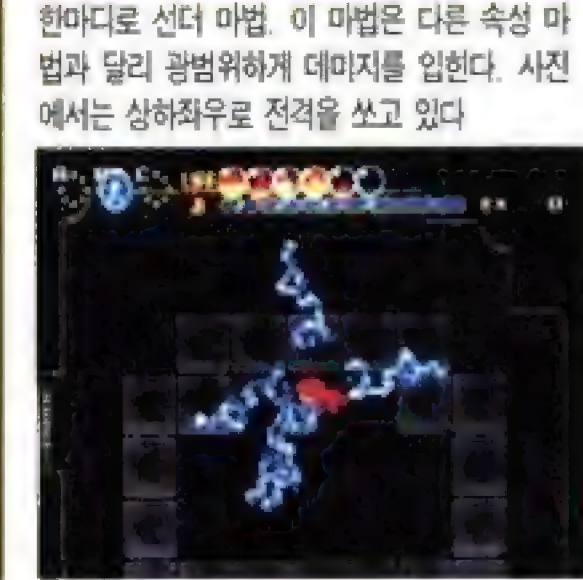 한마디로 선더 마법. 이 마법은 다른 속성 마
법과 달리 광범위하게 데미지를 입힌다. 사진
에서는 상하좌우로 전격을 쏘고 있다